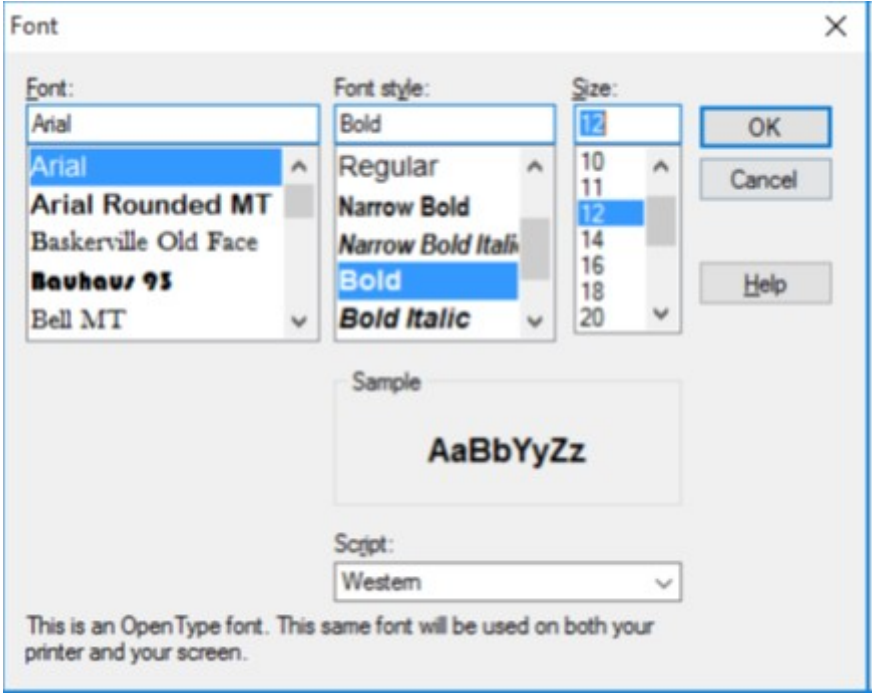 Font
Font:
Arial
Arial
Arial Rounded MT
Baskerville Old Face
Bauhaus 93
Bell MT
Font style:
Bold
Regular
Narrow Bold
Narrow Bold Itali
Bold
Bold Italic
Size:
12
10
11
12
14
16
18
20
OK
Cancel
Help
Sample
AaBbYyZz
Script:
Western
This is an OpenType font. This same font will be used on both your
printer and your screen.